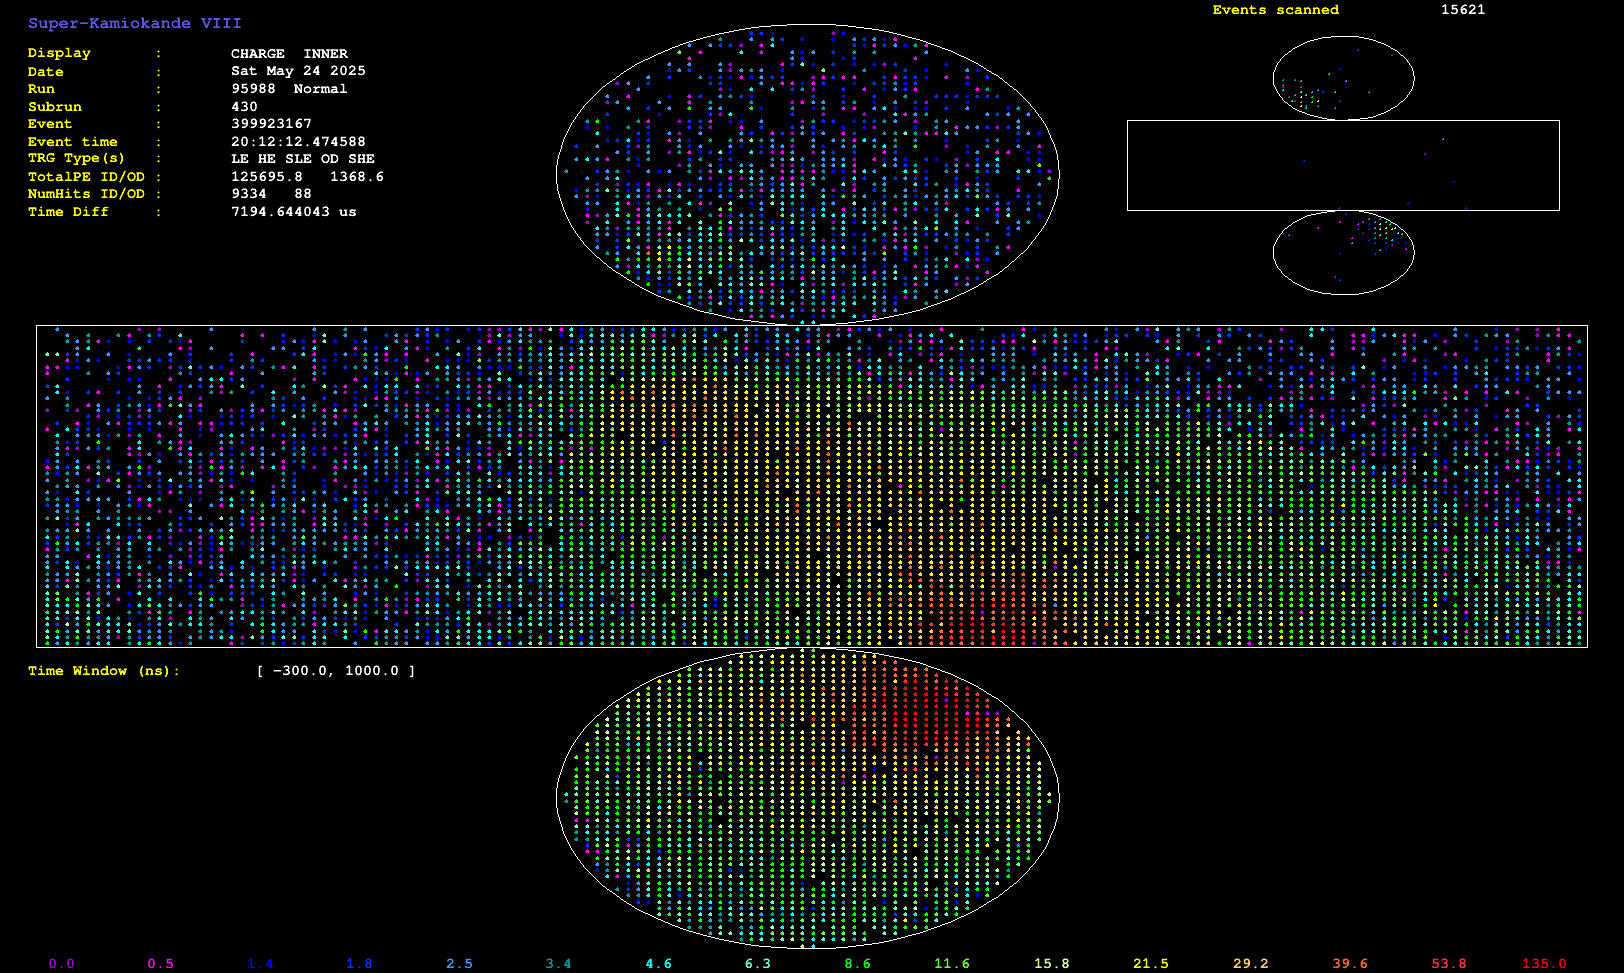 Super-Kamiokande VIII
Display : CHARGE INNER
Date : Sat May 24 2025
Run : 95988 Normal
Subrun : 430
Event : 399923167
Event time : 20:12:12.474588
TRG Type(s) : LE HE SLE OD SHE
TotalPE ID/OD : 125695.8 1368.6
NumHits ID/OD : 9334 88
Time Diff : 7194.644043 us
Events scanned 15621
Time Window (ns): [ -300.0, 1000.0 ]
0.0 0.5 1.4 1.8 2.5 3.4 4.6 6.3 8.6 11.6 15.8 21.5 29.2 39.6 53.8 135.0